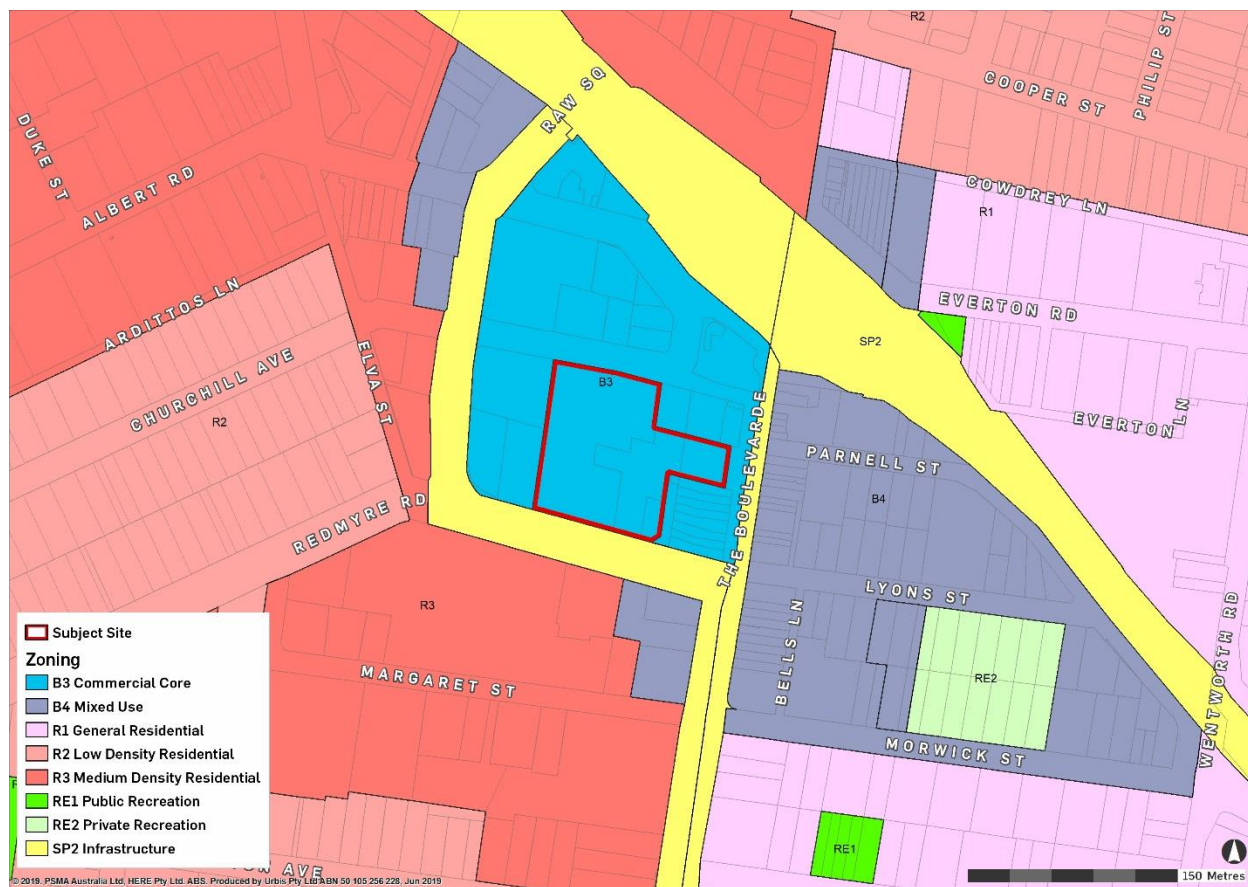 R2
PHILIP ST
COOPER ST
RAW SQ
DUKE ST
ALBERT RD
COWDREY LN
R1
ARDITTOS LN
EVERTON RD
SP2
CHURCHILL AVE
ELVA ST
B3
R2
THE BOULEVARDE
EVERTON LN
PARNELL ST
B4
REDMYRE RD
LYONS ST
R3
BELLS LN
WENTWORTH RD
MARGARET ST
RE2
MORWICK ST
RE1
Subject Site
Zoning
B3 Commercial Core
B4 Mixed Use
R1 General Residential
R2 Low Density Residential
R3 Medium Density Residential
RE1 Public Recreation
RE2 Private Recreation
SP2 Infrastructure
AVE
150 Metres
© 2019. PSMA Australia Ltd, HERE Pty Ltd. ABS. Produced by Urbis Pty Ltd ABN 50 105 256 228, Jun 2019